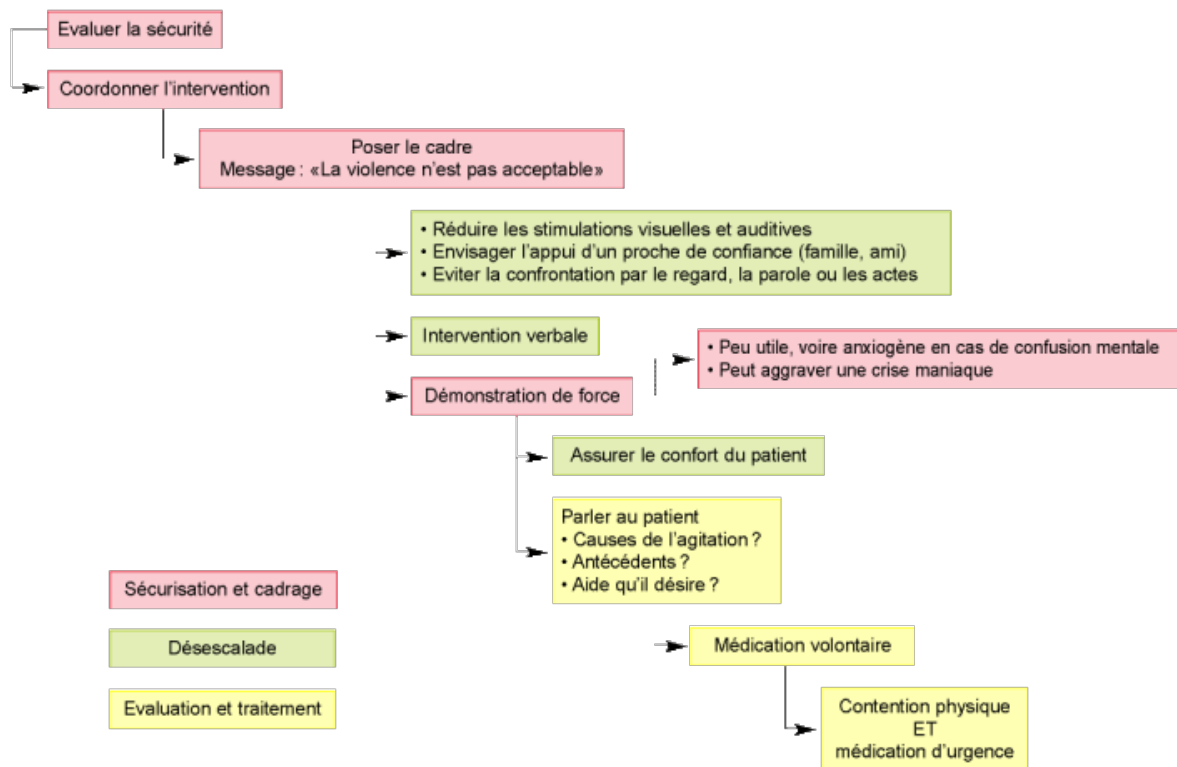 Evaluer la sécurité
Coordonner l'intervention
Poser le cadre
Message : «La violence n'est pas acceptable»
• Réduire les stimulations visuelles et auditives
• Envisager l'appui d'un proche de confiance (famille, ami)
• Eviter la confrontation par le regard, la parole ou les actes
Intervention verbale
• Peu utile, voire anxiogène en cas de confusion mentale
• Peut aggraver une crise maniaque
Démonstration de force
Assurer le confort du patient
Parler au patient
• Causes de l'agitation ?
• Antécédents ?
• Aide qu'il désire ?
Sécurisation et cadrage
Désescalade
Evaluation et traitement
Médication volontaire
Contention physique
ET
médication d'urgence